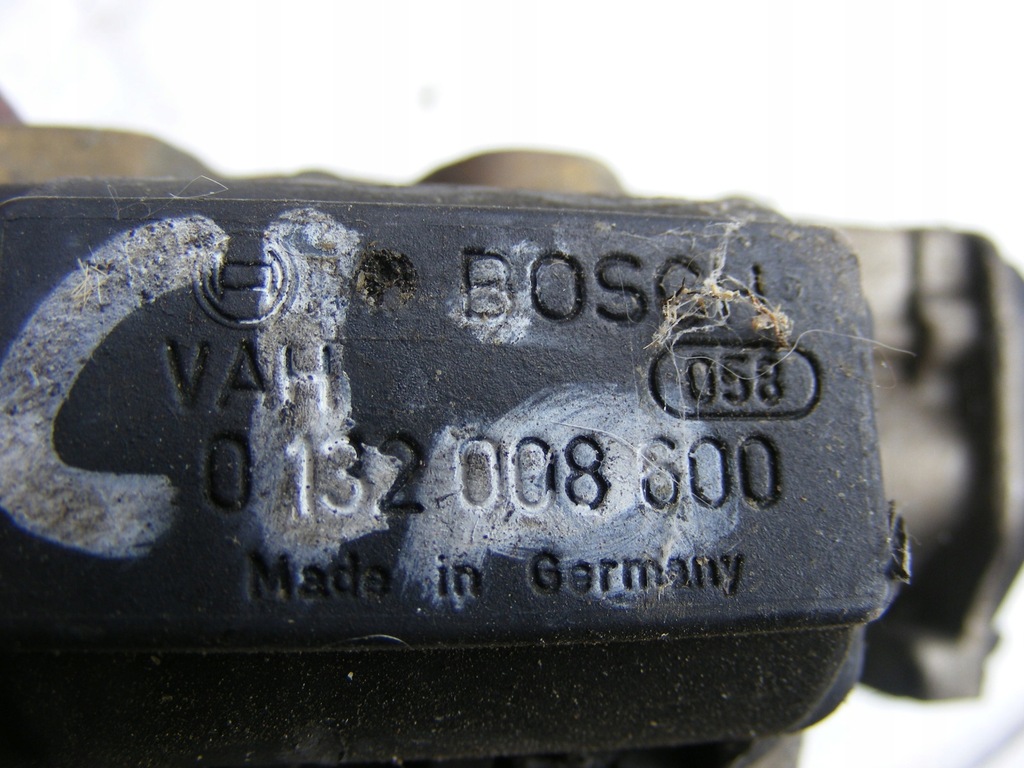 BOSCH
VAH 058
0 132 008 600
Made in Germany